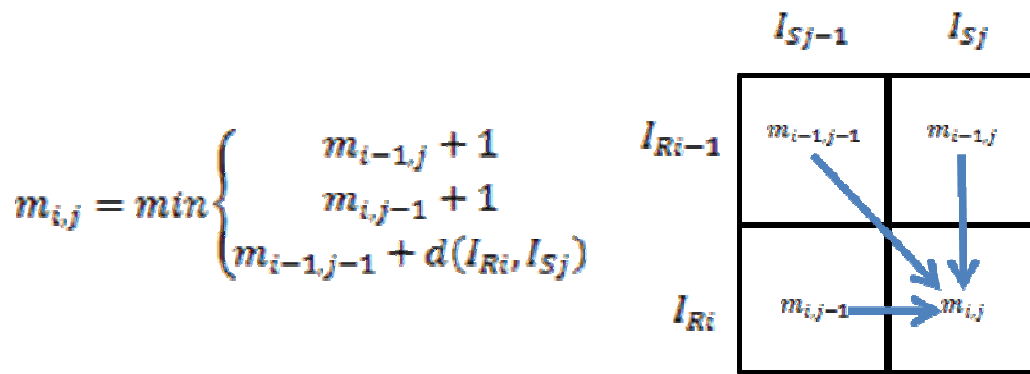 I_{Sj-1} I_{Sj}
m_{i-1,j} + 1
m_{i,j} = min{ m_{i,j-1} + 1
m_{i-1,j-1} + d(I_{Ri}, I_{Sj})
I_{Ri-1} m_{i-1,j-1} m_{i-1,j}
I_{Ri} m_{i,j-1} m_{i,j}